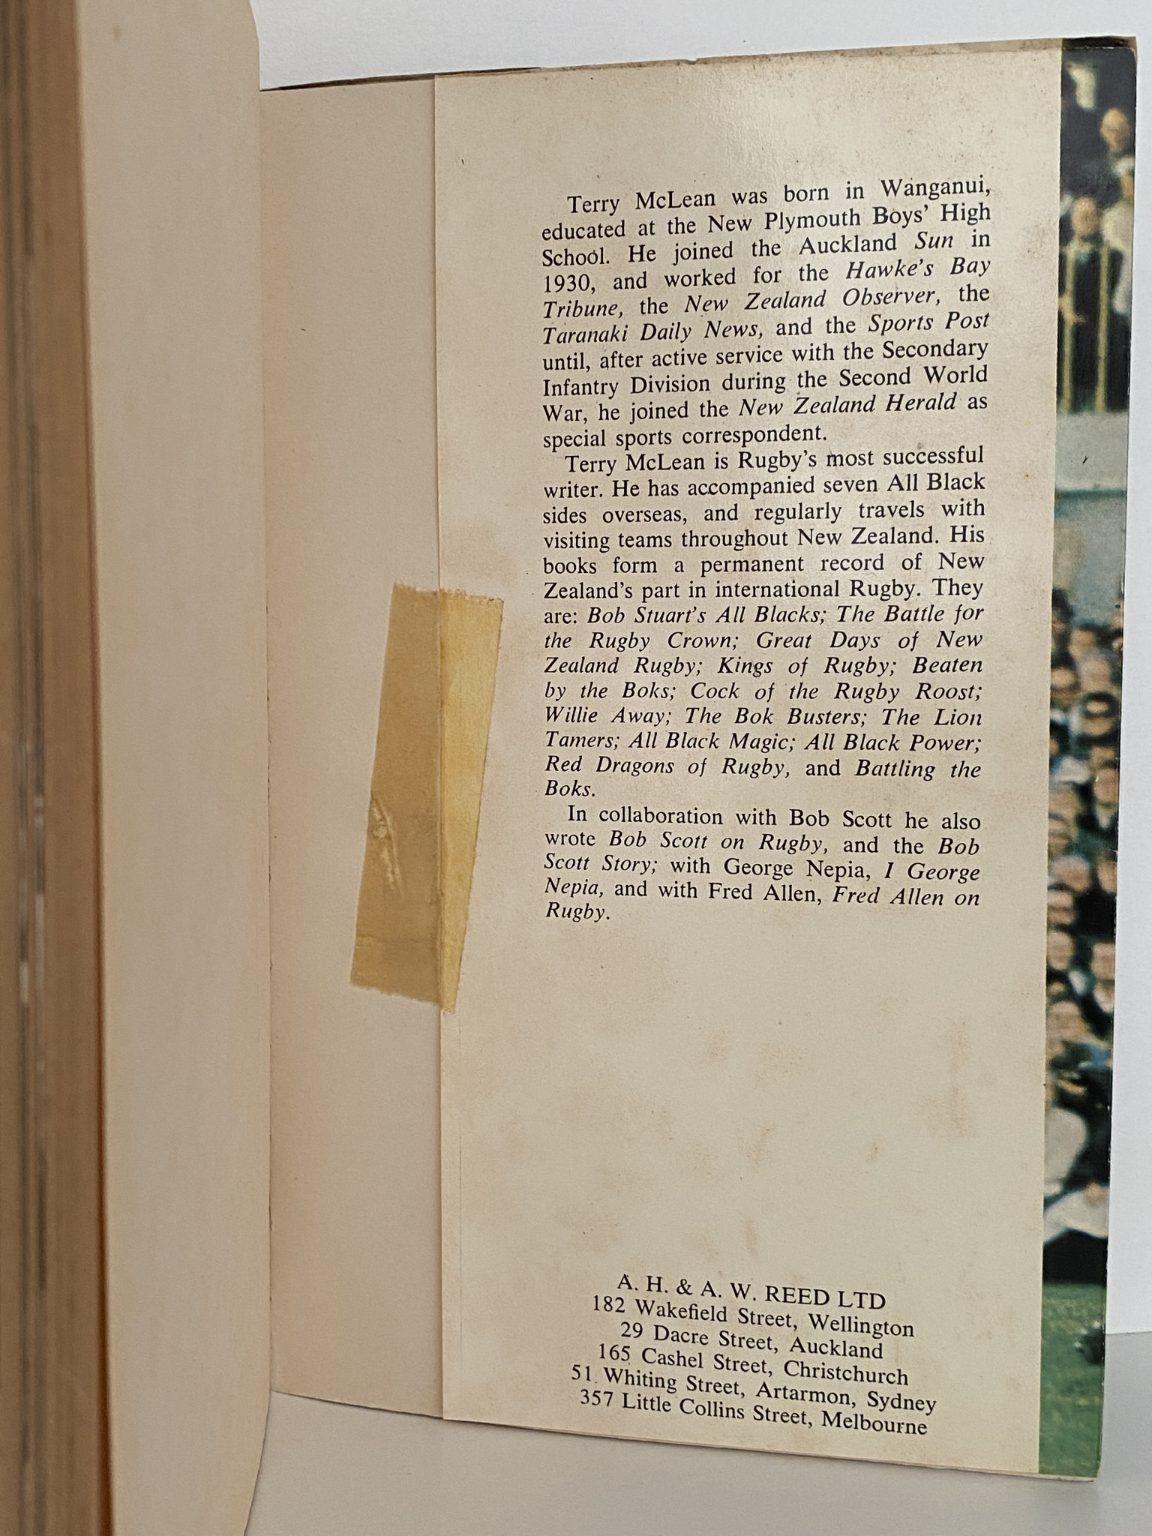 Terry McLean was born in Wanganui,
educated at the New Plymouth Boys' High
School. He joined the Auckland Sun in
1930, and worked for the Hawke's Bay
Tribune, the New Zealand Observer, the
Taranaki Daily News, and the Sports Post
until, after active service with the Secondary
Infantry Division during the Second World
War, he joined the New Zealand Herald as
special sports correspondent.
Terry McLean is Rugby's most successful
writer. He has accompanied seven All Black
sides overseas, and regularly travels with
visiting teams throughout New Zealand. His
books form a permanent record of New
Zealand's part in international Rugby. They
are: Bob Stuart's All Blacks; The Battle for
the Rugby Crown; Great Days of New
Zealand Rugby; Kings of Rugby; Beaten
by the Boks; Cock of the Rugby Roost;
Willie Away; The Bok Busters; The Lion
Tamers; All Black Magic; All Black Power;
Red Dragons of Rugby, and Battling the
Boks.
In collaboration with Bob Scott he also
wrote Bob Scott on Rugby, and the Bob
Scott Story; with George Nepia, I George
Nepia, and with Fred Allen, Fred Allen on
Rugby.
A. H. & A. W. REED LTD
182 Wakefield Street, Wellington
29 Dacre Street, Auckland
165 Cashel Street, Christchurch
51 Whiting Street, Artarmon, Sydney
357 Little Collins Street, Melbourne